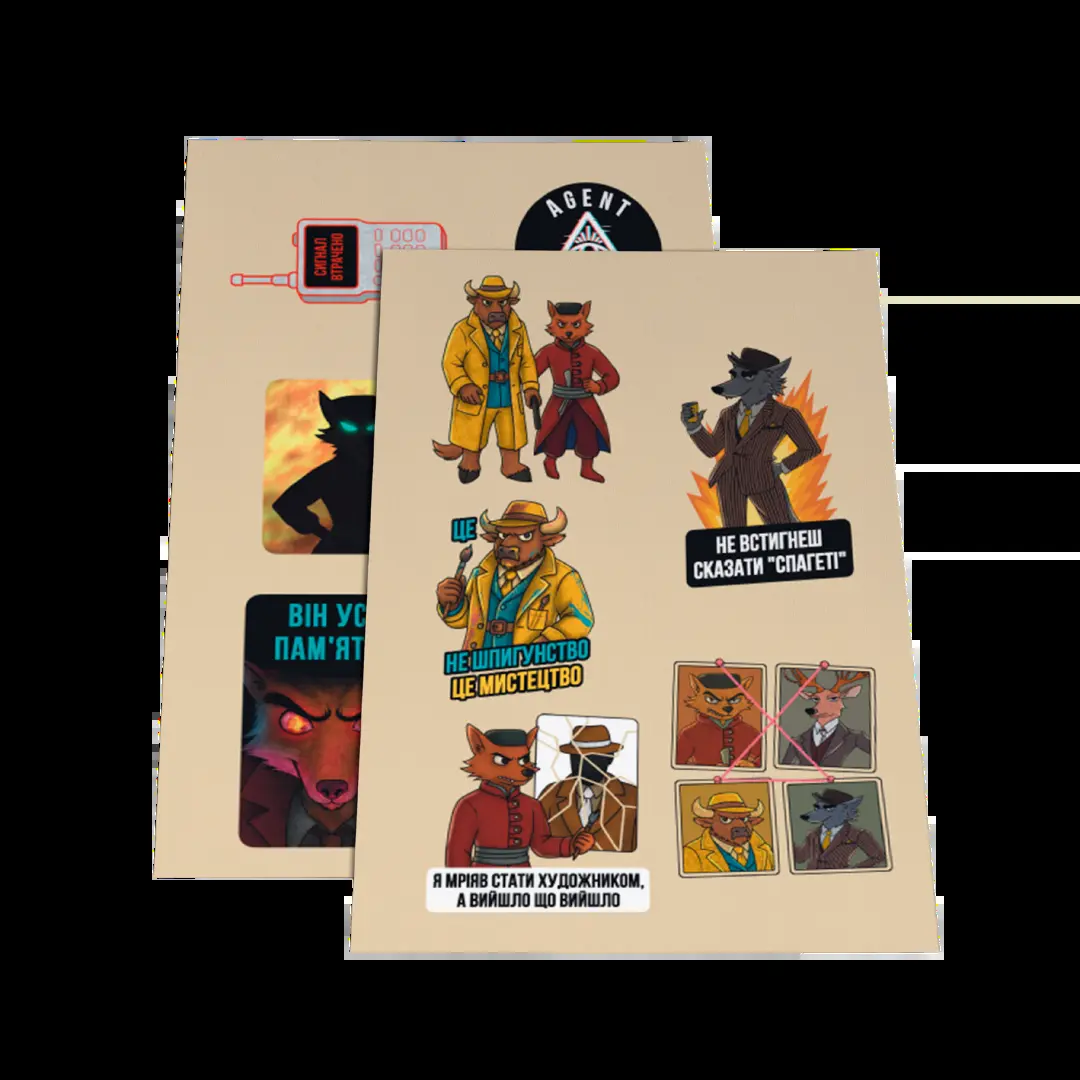 AGENT
СИГНАЛ
ВТРАЧЕНО
ВІН УС
ПАМ'ЯТ
НЕ ВСТИГНЕШ
СКАЗАТИ "СПАГЕТІ"
ЦЕ
НЕ ШПИГУНСТВО
ЦЕ МИСТЕЦТВО
Я МРІЯВ СТАТИ ХУДОЖНИКОМ,
А ВИЙШЛО ЩО ВИЙШЛО